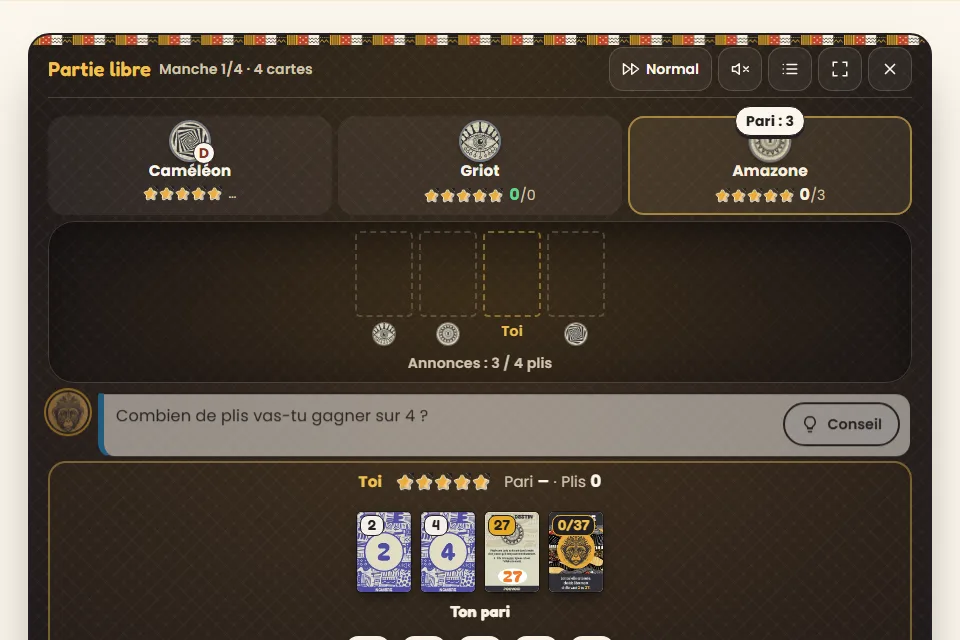 Partie libre Manche 1/4 · 4 cartes Normal
Pari : 3
D
Caméléon Griot Amazone
... 0/0 0/3
Toi
Annonces : 3 / 4 plis
Combien de plis vas-tu gagner sur 4 ?
Conseil
Toi Pari – · Plis 0
2 4 27 0/37
2 4
27
Ton pari